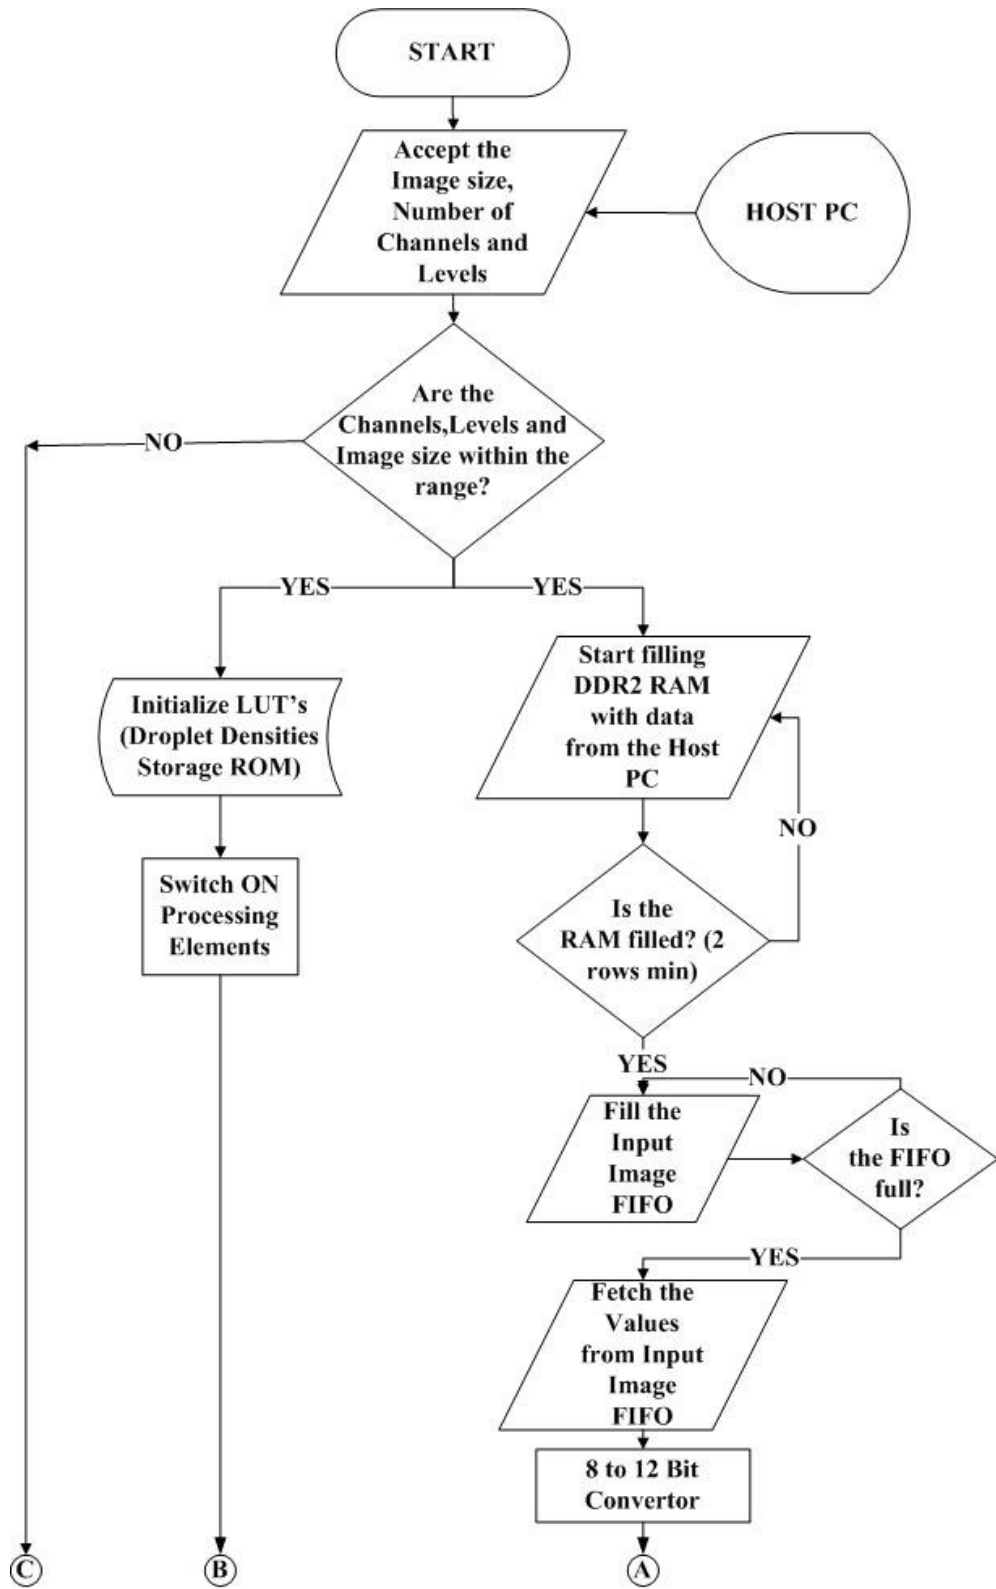 START
Accept the
Image size,
Number of
Channels and
Levels
HOST PC
Are the
Channels,Levels and
Image size within the
range?
NO
YES
YES
Initialize LUT's
(Droplet Densities
Storage ROM)
Switch ON
Processing
Elements
Start filling
DDR2 RAM
with data
from the Host
PC
NO
Is the
RAM filled? (2
rows min)
YES
NO
Fill the
Input
Image
FIFO
Is
the FIFO
full?
YES
Fetch the
Values
from Input
Image
FIFO
8 to 12 Bit
Convertor
C
B
A